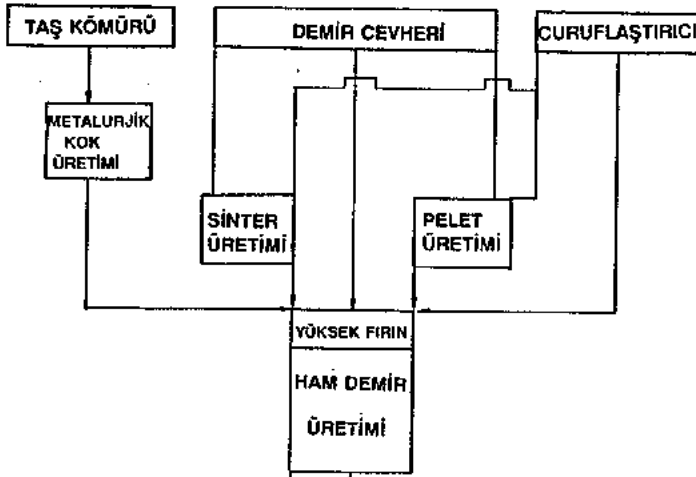 TAŞ KÖMÜRÜ
DEMİR CEVHERİ
CURUFLAŞTIRICI
METALURJİK
KOK
ÜRETİMİ
SİNTER
ÜRETİMİ
PELET
ÜRETİMİ
YÜKSEK FIRIN
HAM DEMİR
ÜRETİMİ